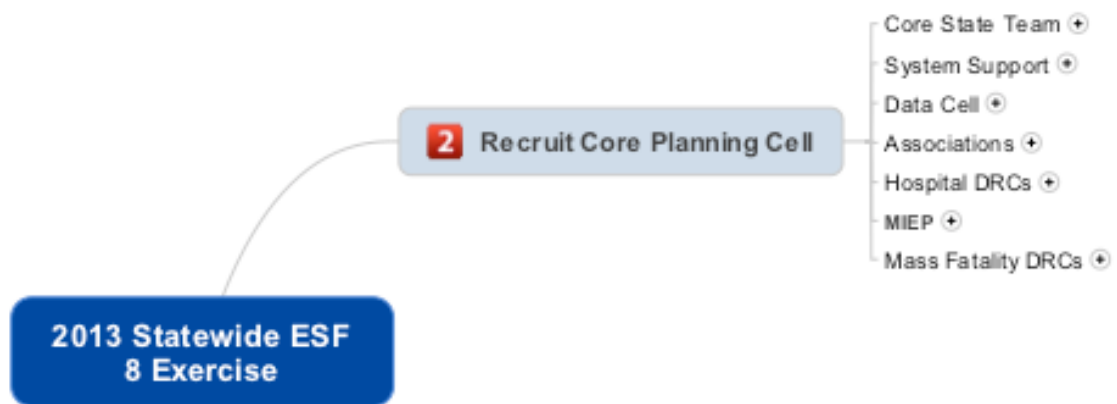 Core State Team
System Support
Data Cell
2 Recruit Core Planning Cell
Associations
Hospital DRCs
MIEP
Mass Fatality DRCs
2013 Statewide ESF
8 Exercise